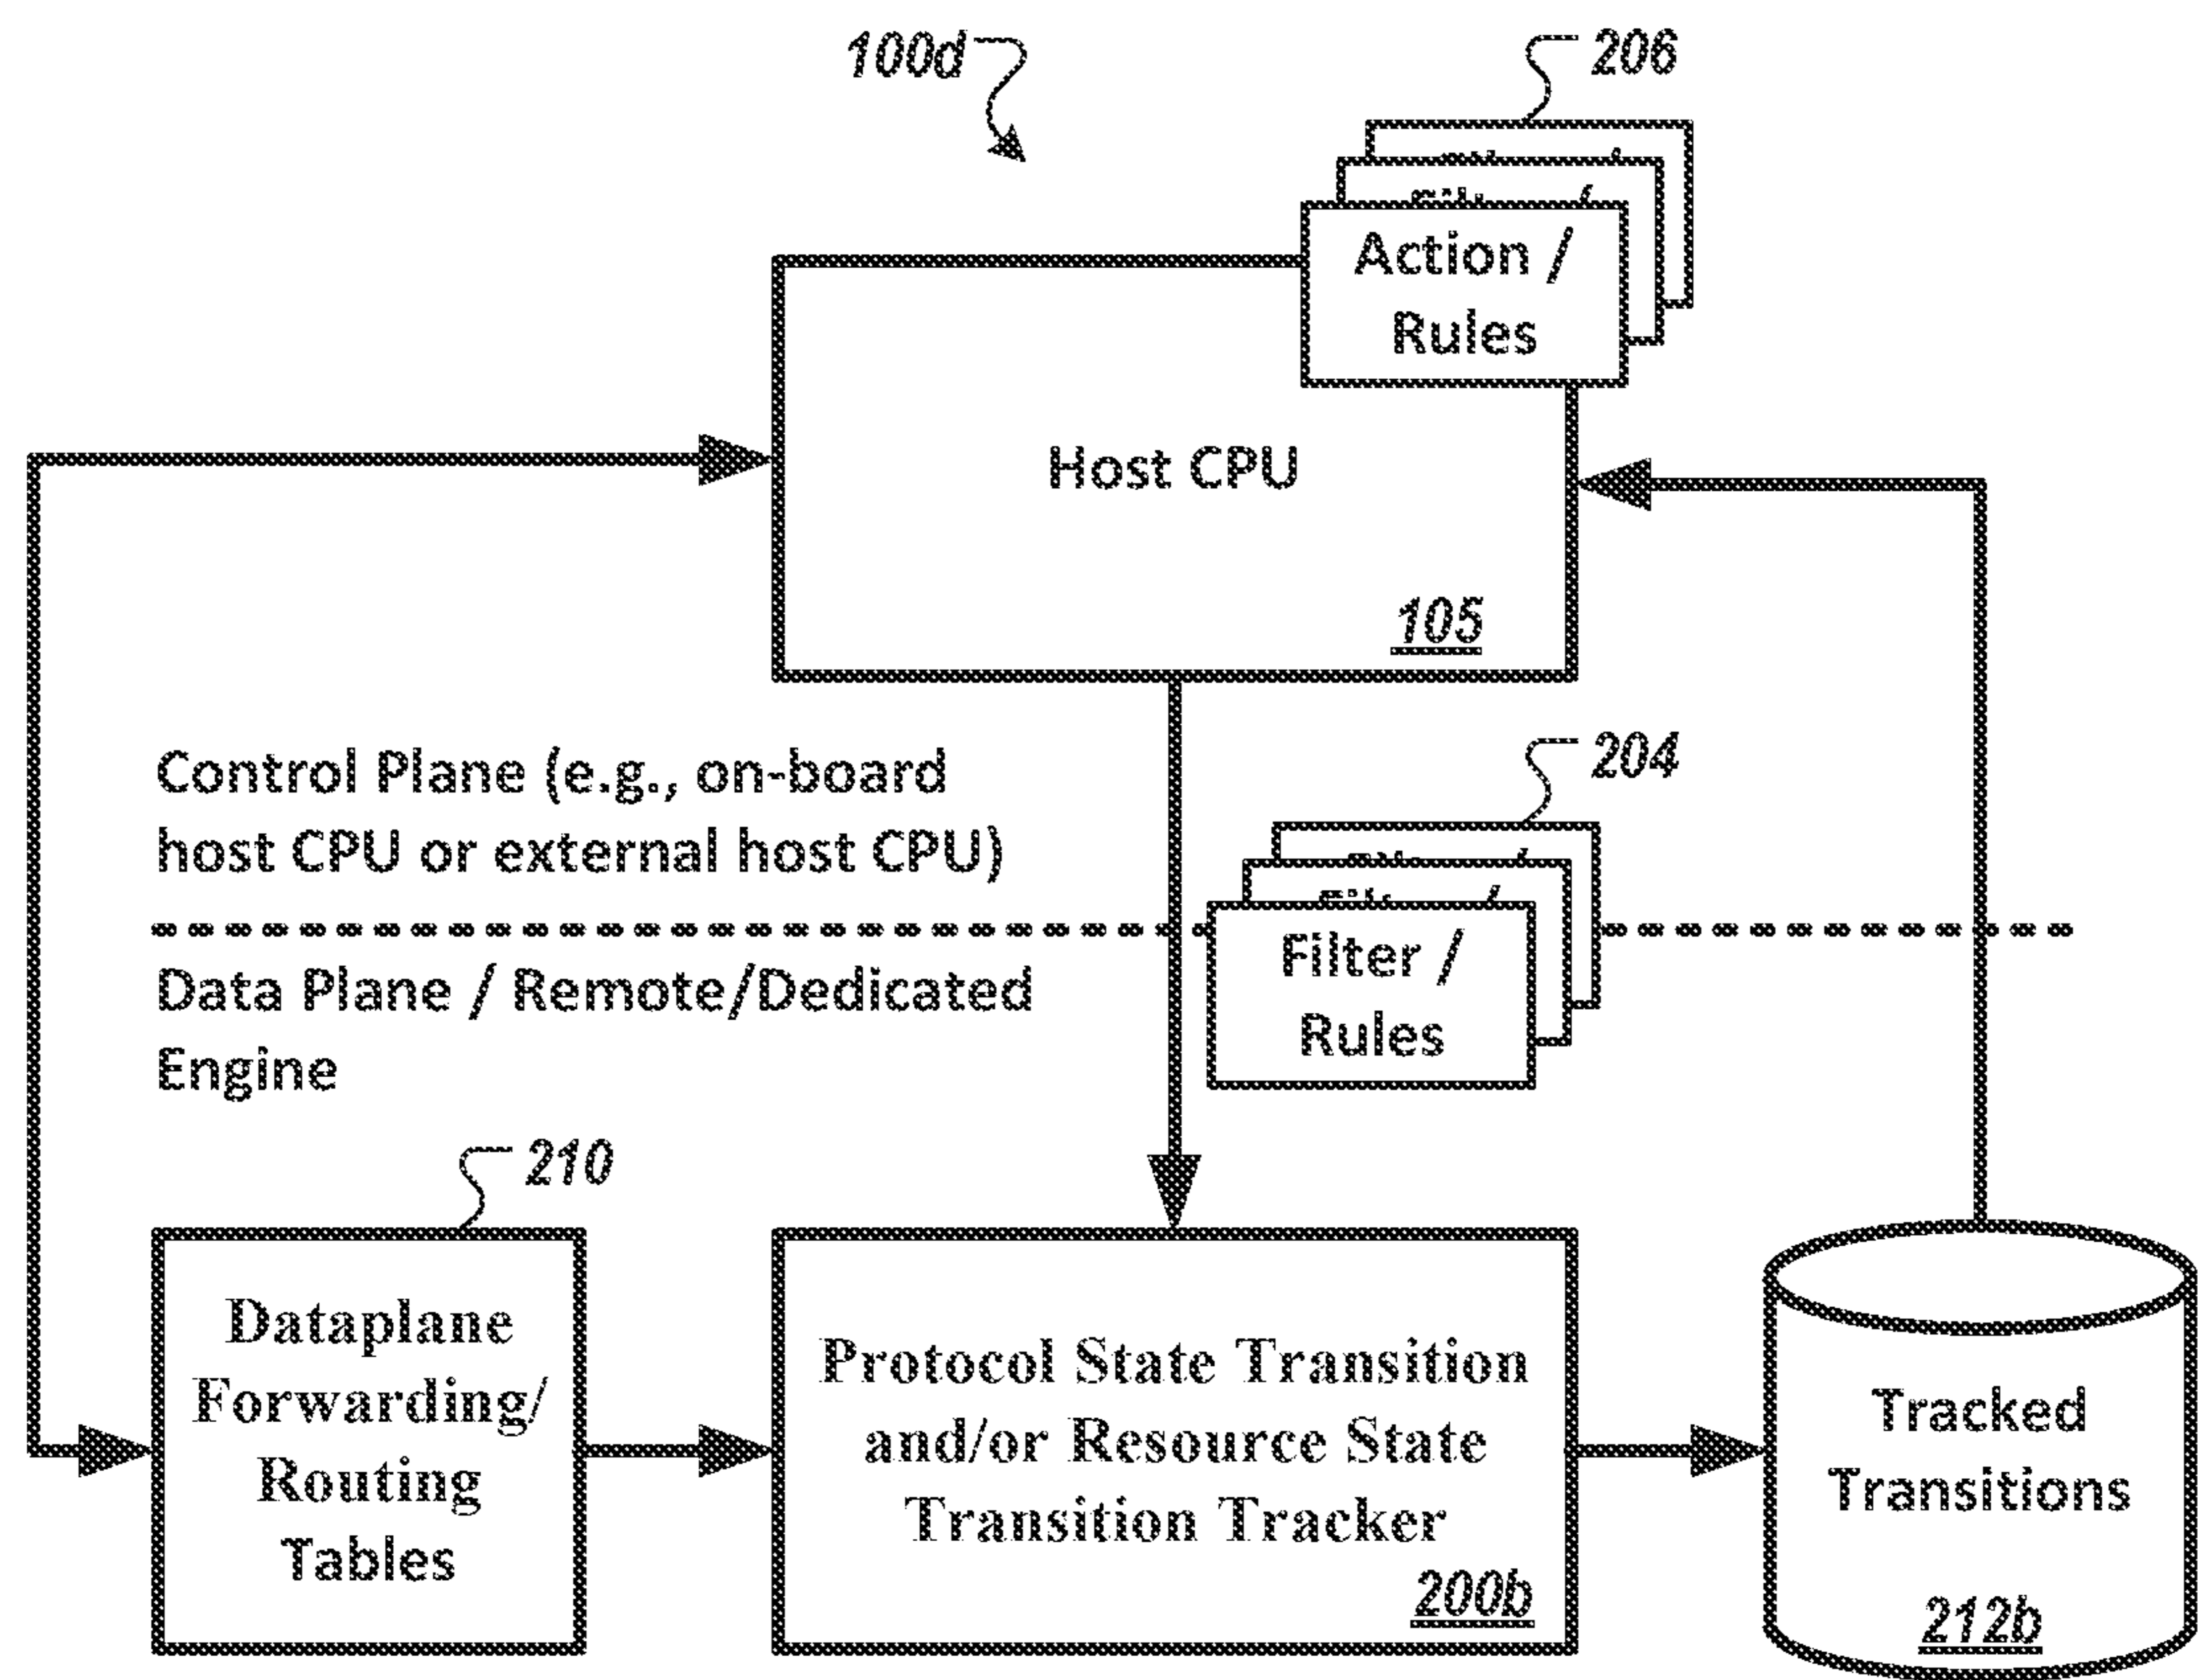 100d
206
Action /
Rules
Host CPU
105
Control Plane (e.g., on-board
host CPU or external host CPU)
204
Filter /
Rules
Data Plane / Remote/Dedicated
Engine
210
Dataplane
Forwarding/
Routing
Tables
Protocol State Transition
and/or Resource State
Transition Tracker
200b
Tracked
Transitions
212b